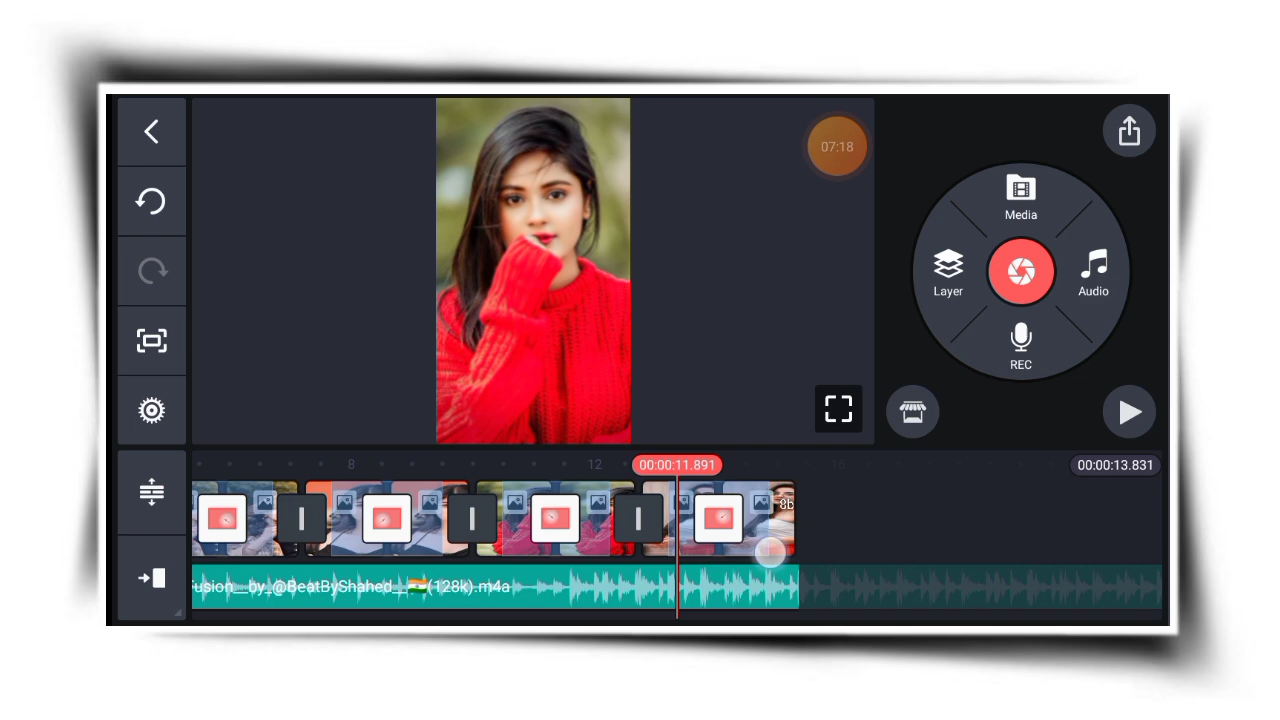 07:18
Media
Layer
Audio
REC
8
12
00:00:11.891
16
00:00:13.831
8b
usion__by_@BeatByShahed__🇮🇳(128k).m4a